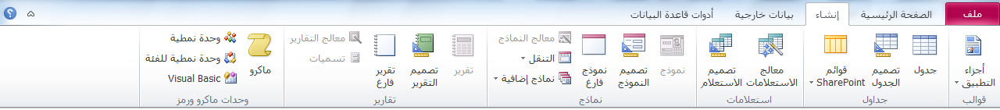 ملف
الصفحة الرئيسية
إنشاء
بيانات خارجية
أدوات قاعدة البيانات
أجزاء
التطبيق
قوالب
جدول
تصميم
الجدول
قوائم
SharePoint
جداول
معالج
الاستعلامات
تصميم
الاستعلام
استعلامات
نموذج
تصميم
النموذج
نموذج
فارغ
معالج النماذج
التنقل
نماذج إضافية
نماذج
تقرير
تصميم
التقرير
تقرير
فارغ
معالج التقارير
تسميات
تقارير
ماكرو
وحدة نمطية
وحدة نمطية للفئة
Visual Basic
وحدات ماكرو ورمز